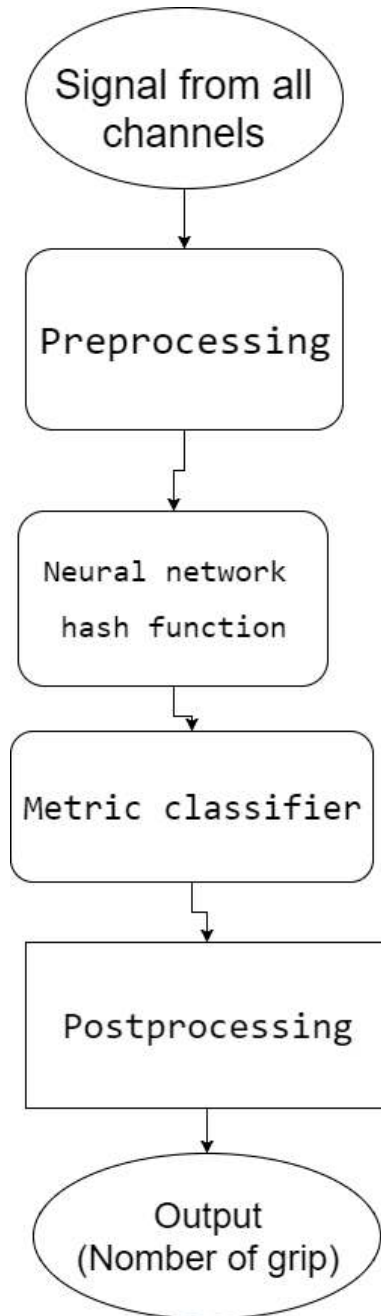 Signal from all
channels
Preprocessing
Neural network
hash function
Metric classifier
Postprocessing
Output
(Nomber of grip)